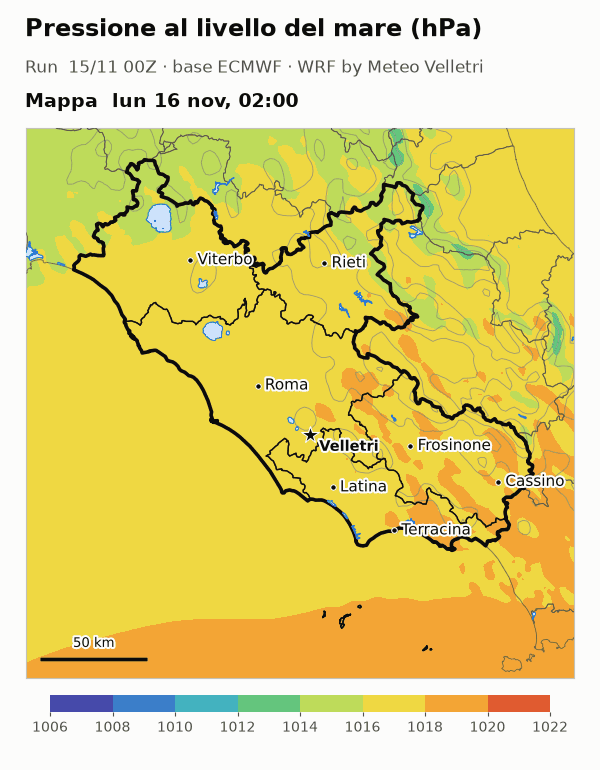 Pressione al livello del mare (hPa)
Run  15/11 00Z · base ECMWF · WRF by Meteo Velletri
Mappa  lun 16 nov, 02:00
Viterbo
Rieti
Roma
Velletri
Frosinone
Latina
Cassino
Terracina
50 km
1006 1008 1010 1012 1014 1016 1018 1020 1022